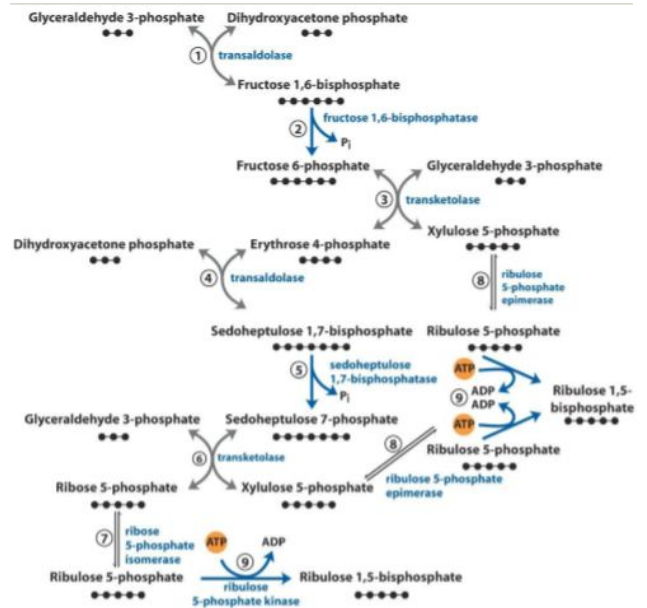 Glyceraldehyde 3-phosphate
Dihydroxyacetone phosphate
1
transaldolase
Fructose 1,6-bisphosphate
2
fructose 1,6-bisphosphatase
Pi
Fructose 6-phosphate
Glyceraldehyde 3-phosphate
3
transketolase
Xylulose 5-phosphate
Dihydroxyacetone phosphate
Erythrose 4-phosphate
4
transaldolase
8
ribulose
5-phosphate
epimerase
Sedoheptulose 1,7-bisphosphate
Ribulose 5-phosphate
5
sedoheptulose
1,7-bisphosphatase
Pi
ATP
9
ADP
ADP
ATP
Ribulose 1,5-
bisphosphate
Glyceraldehyde 3-phosphate
Sedoheptulose 7-phosphate
8
Ribulose 5-phosphate
6
transketolase
ribulose 5-phosphate
epimerase
Ribose 5-phosphate
Xylulose 5-phosphate
7
ribose
5-phosphate
isomerase
ATP
ADP
9
Ribulose 5-phosphate
Ribulose 1,5-bisphosphate
ribulose
5-phosphate kinase